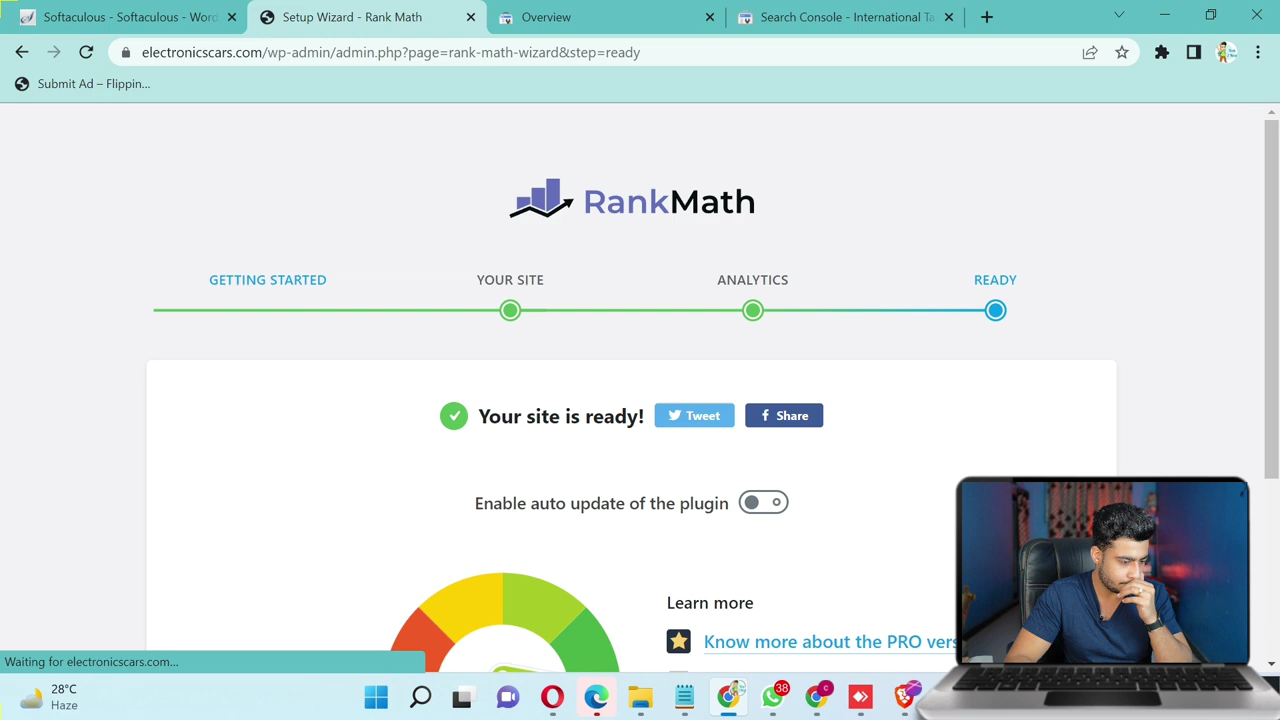 Softaculous - Softaculous - Word
Setup Wizard - Rank Math
Overview
Search Console - International Ta
electronicscars.com/wp-admin/admin.php?page=rank-math-wizard&step=ready
Submit Ad – Flippin...
RankMath
GETTING STARTED
YOUR SITE
ANALYTICS
READY
Your site is ready!
Tweet
Share
Enable auto update of the plugin
Learn more
Know more about the PRO vers
Waiting for electronicscars.com...
28°C
Haze
38
C